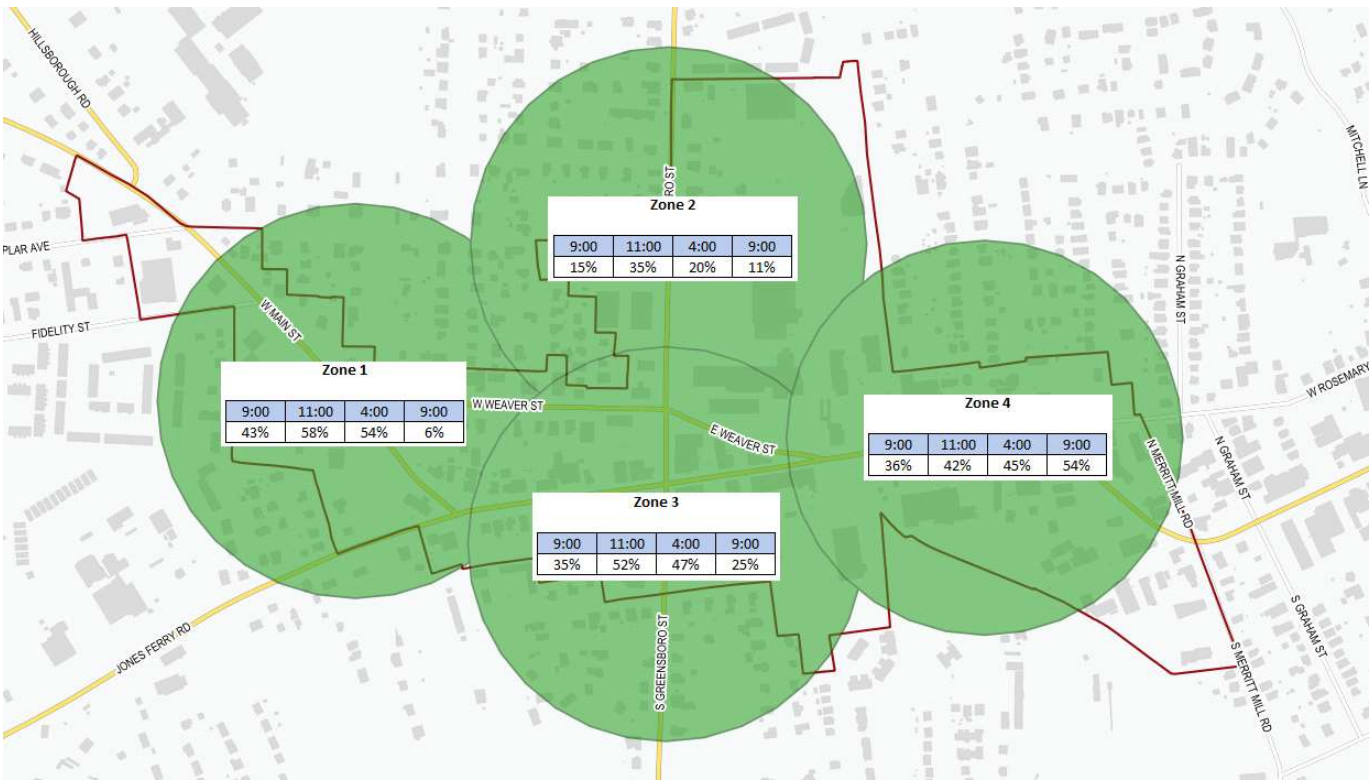 HILLSBOROUGH RD
MITCHELL LN
PLAR AVE
RO ST
Zone 2
9:00 11:00 4:00 9:00
15% 35% 20% 11%
N GRAHAM ST
FIDELITY ST
W MAIN ST
Zone 1
9:00 11:00 4:00 9:00
43% 58% 54% 6%
W WEAVER ST
E WEAVER ST
Zone 4
9:00 11:00 4:00 9:00
36% 42% 45% 54%
W ROSEMARY
N MERRITT MILL RD
N GRAHAM ST
Zone 3
9:00 11:00 4:00 9:00
35% 52% 47% 25%
JONES FERRY RD
S GREENSBORO ST
S GRAHAM ST
S MERRITT MILL RD